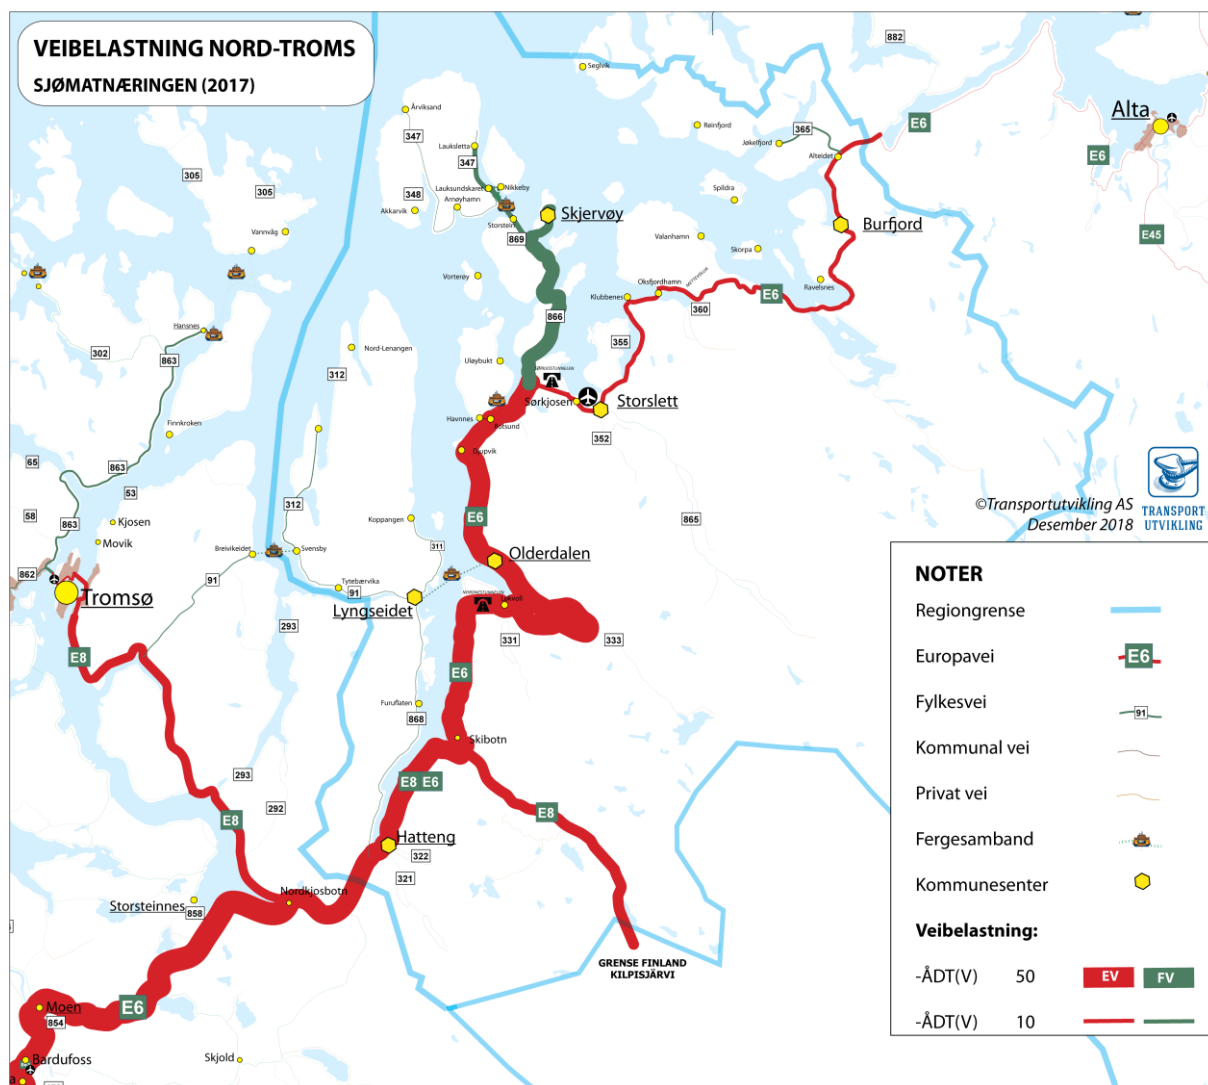 VEIBELASTNING NORD-TROMS
SJØMATNÆRINGEN (2017)
882
Seglvik
E6
Alta
E6
E45
Årviksand
347
Lauksletta
347
Reinfjord
365
Jøkelfjord
Alteidet
305
305
348
Lauksundskaret
Nikkeby
Arnøyhamn
Akkarvik
Storstein
869
Skjervøy
Spildra
Burfjord
Vannvåg
Valanhamn
Skorpa
Vorterøy
Oksfjordhamn
Ravelsnes
Klubbenes
E6
360
Hansnes
866
302
863
Nord-Lenangen
312
Uløybukt
355
Sørkjosen
Storslett
Havnnes
Rotsund
352
Finnkroken
Djupvik
65
863
53
58
863
Kjosen
Movik
312
Koppangen
E6
865
©Transportutvikling AS
Desember 2018
TRANSPORT
UTVIKLING
311
Breivikeidet
Svensby
Olderdalen
862
91
Tytebærvika
91
Tromsø
Lyngseidet
293
331
333
E8
E6
Furuflaten
868
Skibotn
293
E8 E6
292
E8
E8
Hatteng
322
321
Nordkjosbotn
Storsteinnes
858
GRENSE FINLAND
KILPISJÄRVI
Moen
E6
854
Bardufoss
Skjold
NOTER
Regiongrense
Europavei
E6
Fylkesvei
91
Kommunal vei
Privat vei
Fergesamband
Kommunesenter
Veibelastning:
-ÅDT(V) 50 EV FV
-ÅDT(V) 10